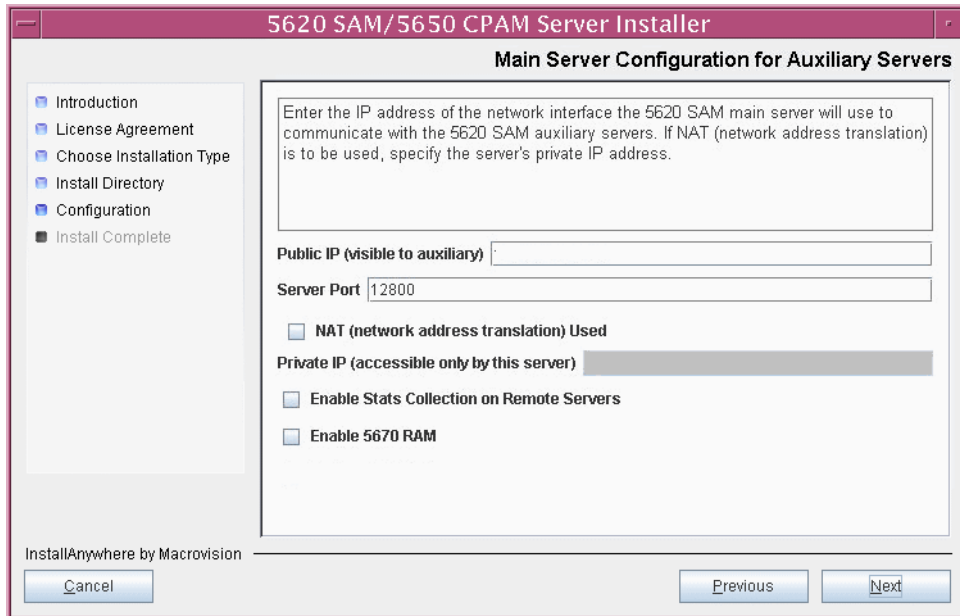 5620 SAM/5650 CPAM Server Installer
Main Server Configuration for Auxiliary Servers
Introduction
License Agreement
Choose Installation Type
Install Directory
Configuration
Install Complete
Enter the IP address of the network interface the 5620 SAM main server will use to
communicate with the 5620 SAM auxiliary servers. If NAT (network address translation)
is to be used, specify the server's private IP address.
Public IP (visible to auxiliary)
Server Port 12800
NAT (network address translation) Used
Private IP (accessible only by this server)
Enable Stats Collection on Remote Servers
Enable 5670 RAM
InstallAnywhere by Macrovision
Cancel
Previous
Next